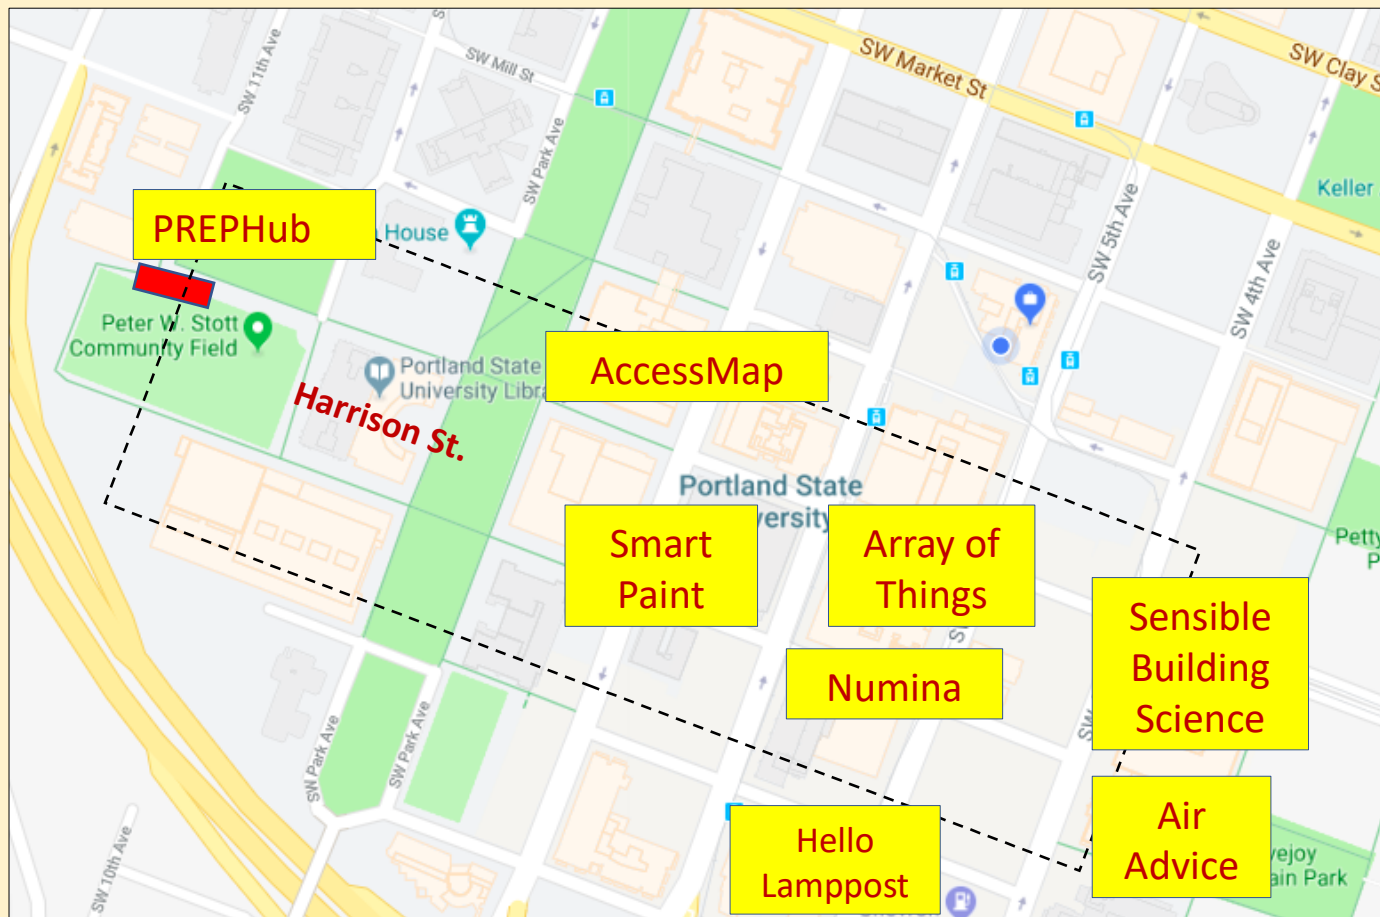 SW Mill St
SW 11th Ave
SW Park Ave
SW Market St
SW Clay S
Keller
SW 5th Ave
SW 4th Ave
PREPHub
House
Peter W. Stott
Community Field
Portland State
University Libra
Harrison St.
AccessMap
Portland State
versity
Smart
Paint
Array of
Things
Petty
P
Sensible
Building
Science
Numina
SW
SW Park Ave
SW Park Ave
SW 10th Ave
Hello
Lamppost
Air
Advice
vejoy
ain Park